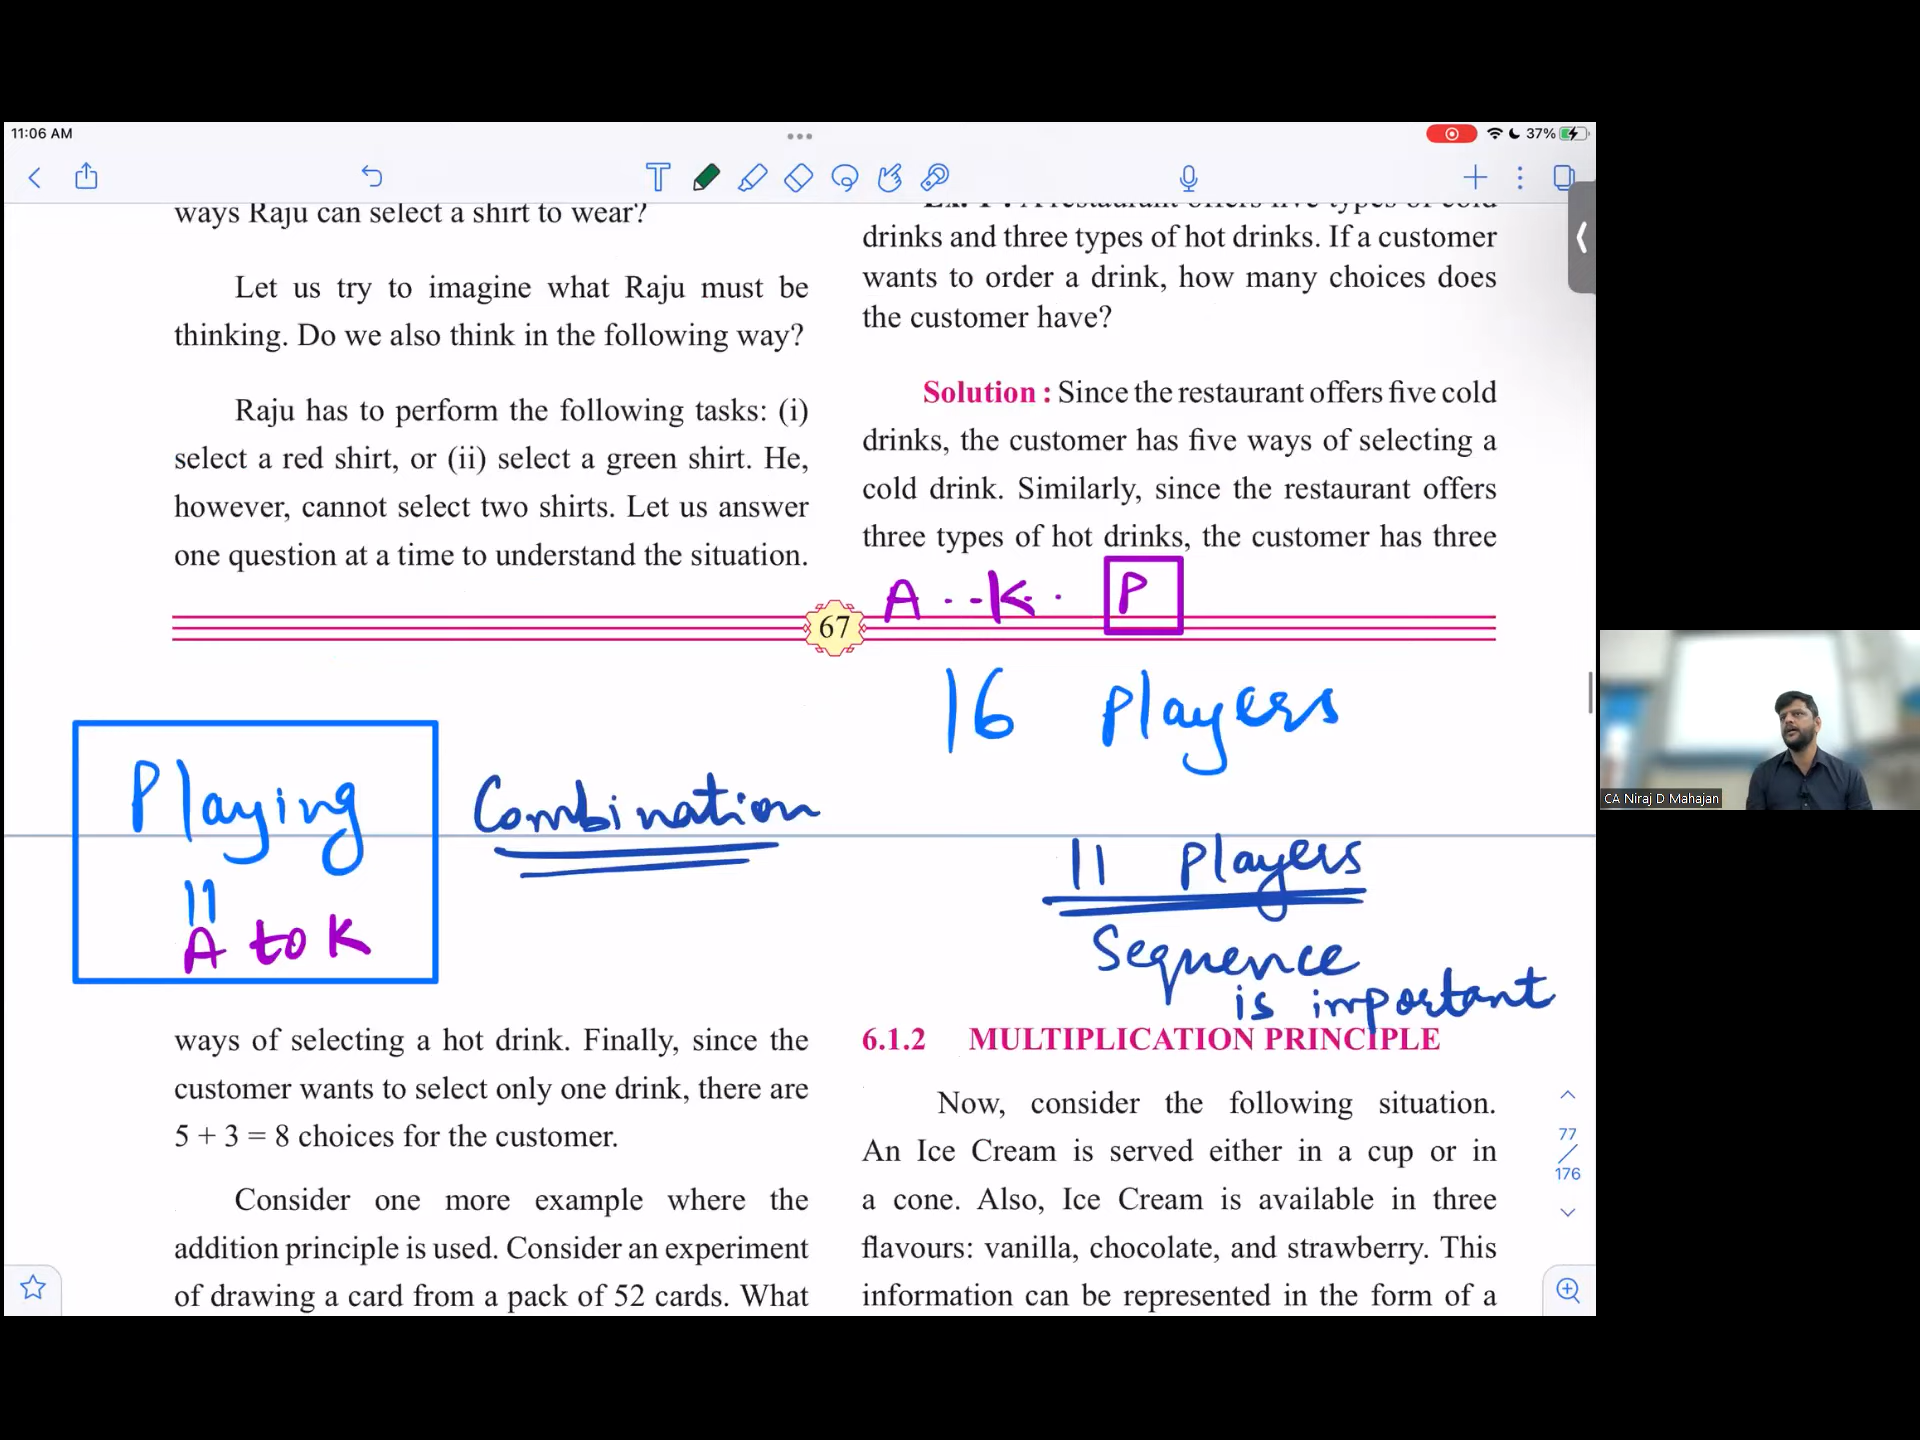 11:06 AM
37%
ways Raju can select a shirt to wear?
Let us try to imagine what Raju must be
thinking. Do we also think in the following way?
Raju has to perform the following tasks: (i)
select a red shirt, or (ii) select a green shirt. He,
however, cannot select two shirts. Let us answer
one question at a time to understand the situation.
Ex. 1 : A restaurant offers five types of cold
drinks and three types of hot drinks. If a customer
wants to order a drink, how many choices does
the customer have?
Solution : Since the restaurant offers five cold
drinks, the customer has five ways of selecting a
cold drink. Similarly, since the restaurant offers
three types of hot drinks, the customer has three
A . - - K . . P
67
16 players
Playing
11
A to K
Combination
11 players
Sequence
is important
ways of selecting a hot drink. Finally, since the
customer wants to select only one drink, there are
5 + 3 = 8 choices for the customer.
Consider one more example where the
addition principle is used. Consider an experiment
of drawing a card from a pack of 52 cards. What
6.1.2 MULTIPLICATION PRINCIPLE
Now, consider the following situation.
An Ice Cream is served either in a cup or in
a cone. Also, Ice Cream is available in three
flavours: vanilla, chocolate, and strawberry. This
information can be represented in the form of a
77
/
176
CA Niraj D Mahajan